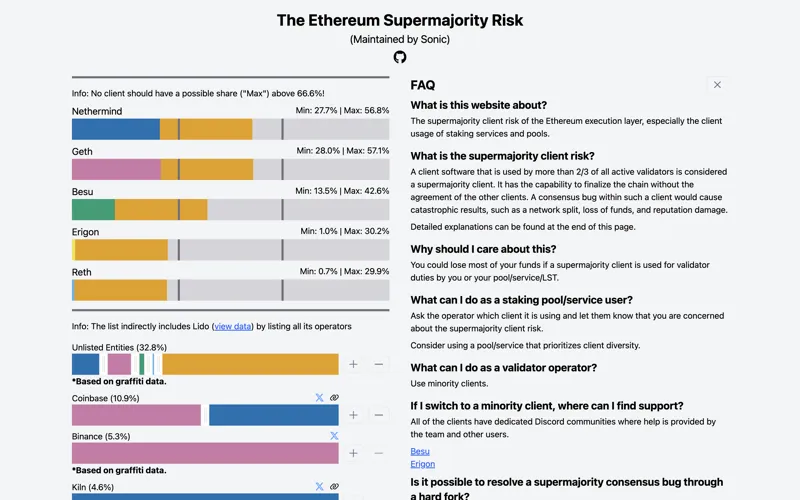 The Ethereum Supermajority Risk
(Maintained by Sonic)
Info: No client should have a possible share ("Max") above 66.6%!
Nethermind
Min: 27.7% | Max: 56.8%
Geth
Min: 28.0% | Max: 57.1%
Besu
Min: 13.5% | Max: 42.6%
Erigon
Min: 1.0% | Max: 30.2%
Reth
Min: 0.7% | Max: 29.9%
Info: The list indirectly includes Lido (view data) by listing all its operators
Unlisted Entities (32.8%)
*Based on graffiti data.
Coinbase (10.9%)
Binance (5.3%)
*Based on graffiti data.
Kiln (4.6%)
FAQ
What is this website about?
The supermajority client risk of the Ethereum execution layer, especially the client
usage of staking services and pools.
What is the supermajority client risk?
A client software that is used by more than 2/3 of all active validators is considered
a supermajority client. It has the capability to finalize the chain without the
agreement of the other clients. A consensus bug within such a client would cause
catastrophic results, such as a network split, loss of funds, and reputation damage.
Detailed explanations can be found at the end of this page.
Why should I care about this?
You could lose most of your funds if a supermajority client is used for validator
duties by you or your pool/service/LST.
What can I do as a staking pool/service user?
Ask the operator which client it is using and let them know that you are concerned
about the supermajority client risk.
Consider using a pool/service that prioritizes client diversity.
What can I do as a validator operator?
Use minority clients.
If I switch to a minority client, where can I find support?
All of the clients have dedicated Discord communities where help is provided by
the team and other users.
Besu
Erigon
Is it possible to resolve a supermajority consensus bug through
a hard fork?